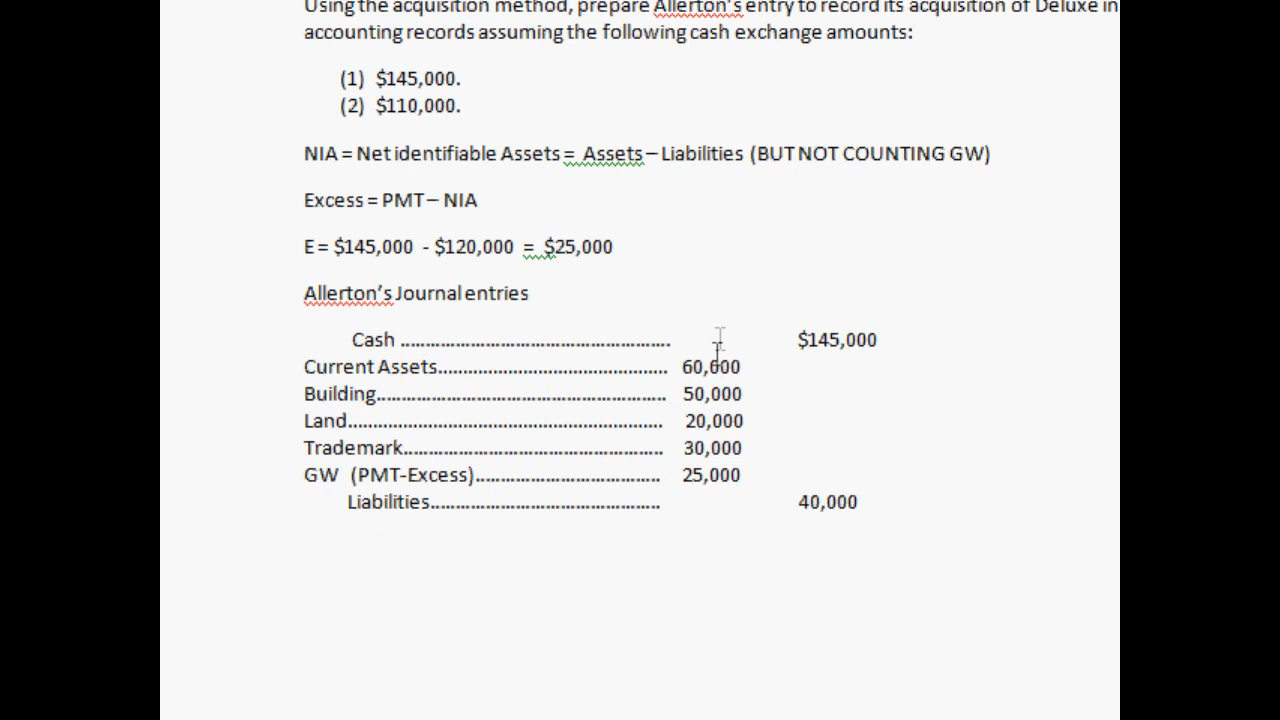 Using the acquisition method, prepare Allerton's entry to record its acquisition of Deluxe in
accounting records assuming the following cash exchange amounts:
(1) $145,000.
(2) $110,000.
NIA = Net identifiable Assets = Assets – Liabilities (BUT NOT COUNTING GW)
Excess = PMT – NIA
E = $145,000 - $120,000 = $25,000
Allerton's Journal entries
Cash ........................................................ $145,000
Current Assets.............................................. 60,000
Building.......................................................... 50,000
Land............................................................... 20,000
Trademark.................................................... 30,000
GW (PMT-Excess)..................................... 25,000
Liabilities.............................................. 40,000